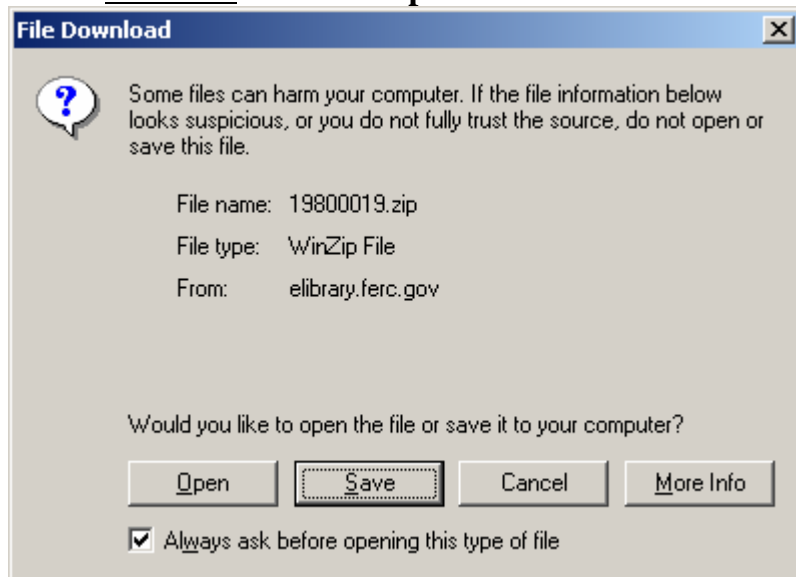 File Download
Some files can harm your computer. If the file information below
looks suspicious, or you do not fully trust the source, do not open or
save this file.
File name: 19800019.zip
File type: WinZip File
From: elibrary.ferc.gov
Would you like to open the file or save it to your computer?
Open Save Cancel More Info
Always ask before opening this type of file